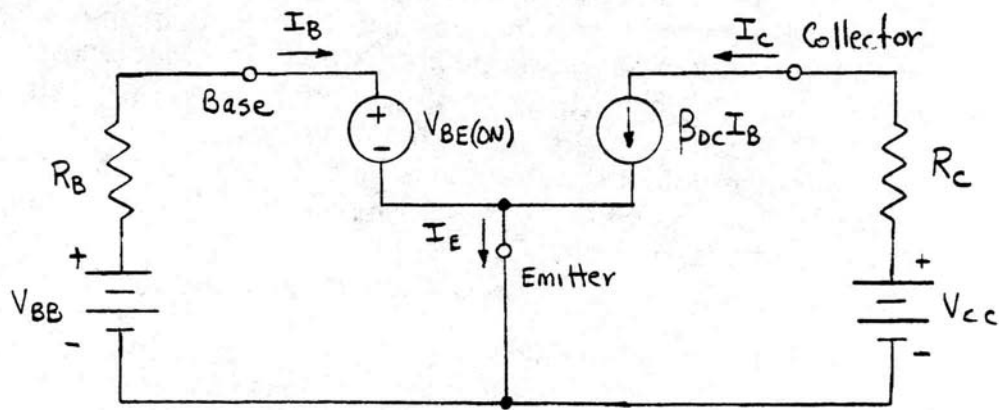 I_B
I_C Collector
Base
+
V_BE(ON)
-
β_DC I_B
R_B
R_C
I_E
Emitter
+
V_BB
-
+
V_CC
-